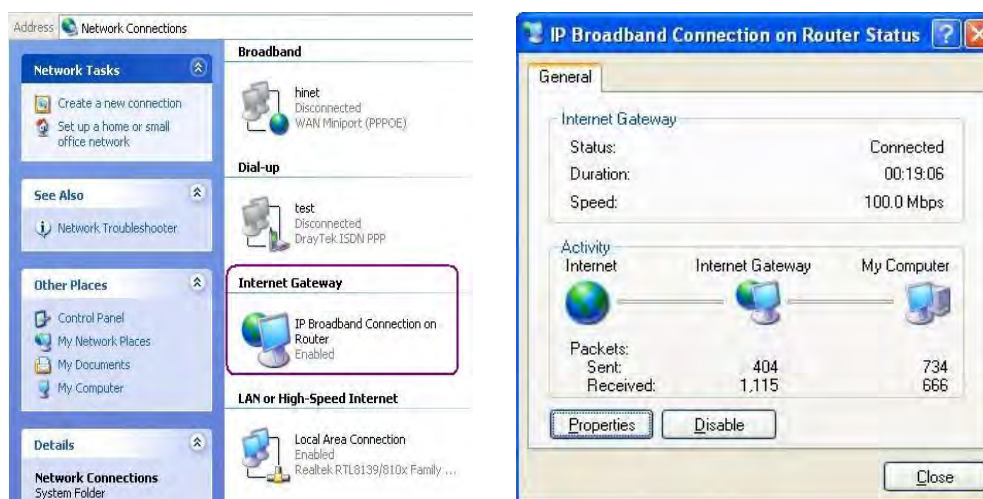 Address Network Connections
Network Tasks
Create a new connection
Set up a home or small
office network
See Also
Network Troubleshooter
Other Places
Control Panel
My Network Places
My Documents
My Computer
Details
Network Connections
System Folder
Broadband
hinet
Disconnected
WAN Miniport (PPPOE)
Dial-up
test
Disconnected
DrayTek ISDN PPP
Internet Gateway
IP Broadband Connection on
Router
Enabled
LAN or High-Speed Internet
Local Area Connection
Enabled
Realtek RTL8139/810x Family ...
IP Broadband Connection on Router Status
General
Internet Gateway
Status: Connected
Duration: 00:19:06
Speed: 100.0 Mbps
Activity
Internet Internet Gateway My Computer
Packets:
Sent: 404 734
Received: 1,115 666
Properties Disable
Close